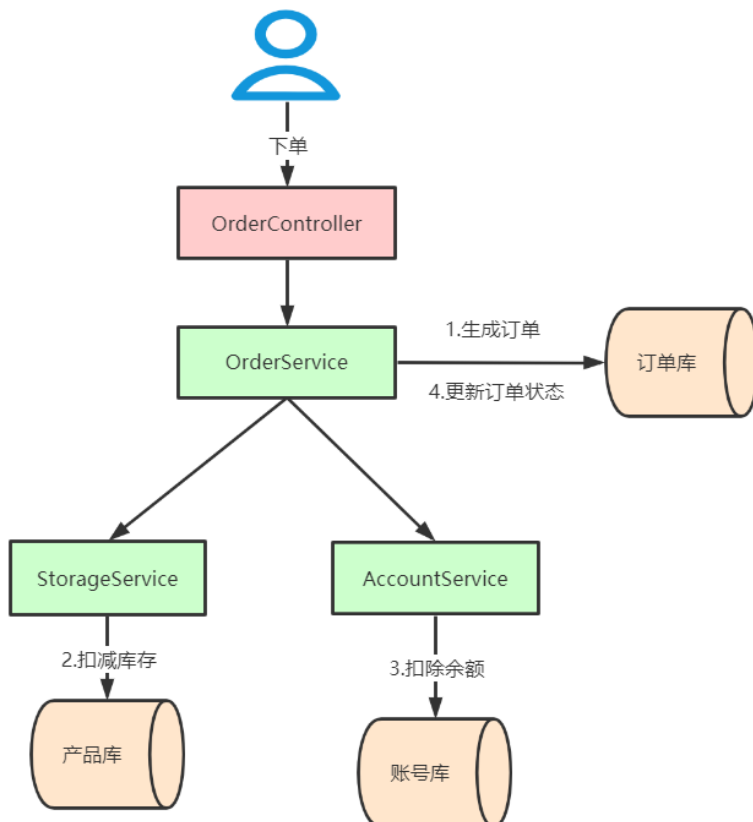 下单
OrderController
OrderService
1.生成订单
4.更新订单状态
订单库
StorageService
AccountService
2.扣减库存
3.扣除余额
产品库
账号库